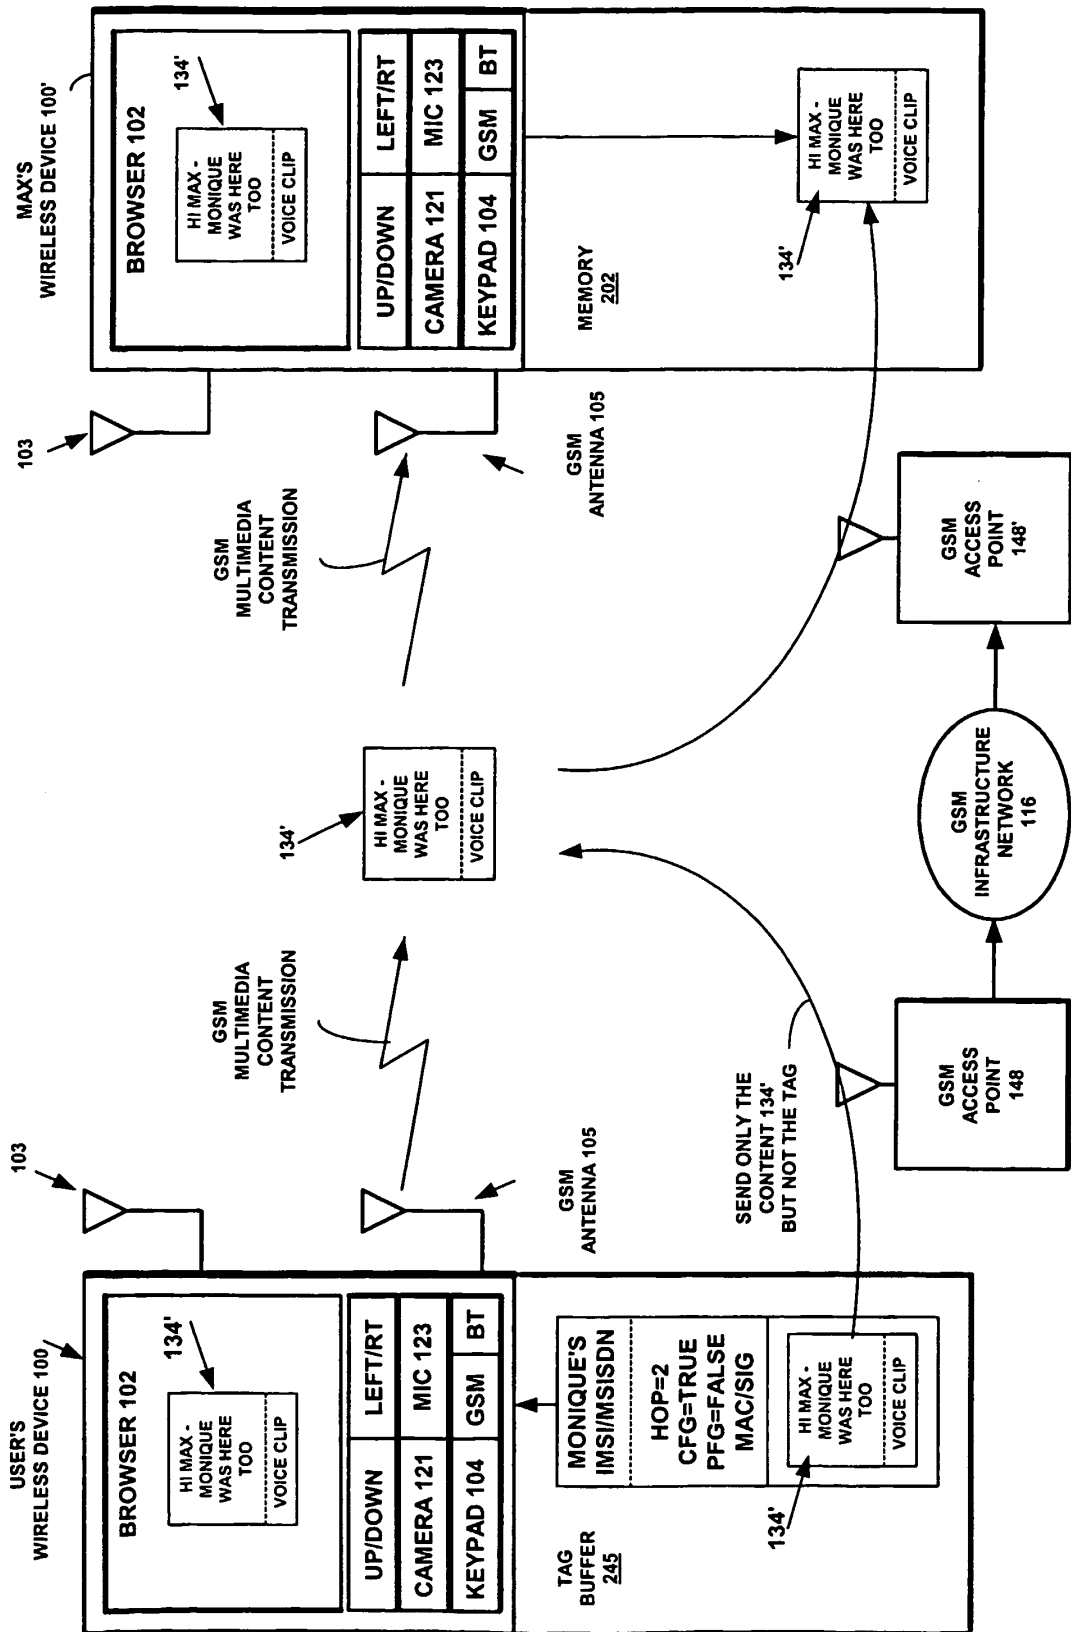 USER'S
WIRELESS DEVICE 100
BROWSER 102
134'
HI MAX -
MONIQUE
WAS HERE
TOO
VOICE CLIP
UP/DOWN
LEFT/RT
CAMERA 121
MIC 123
KEYPAD 104
GSM
BT
TAG
BUFFER
245
MONIQUE'S
IMSI/MSISDN
HOP=2
CFG=TRUE
PFG=FALSE
MAC/SIG
134'
HI MAX -
MONIQUE
WAS HERE
TOO
VOICE CLIP
103
GSM
ANTENNA 105
GSM
MULTIMEDIA
CONTENT
TRANSMISSION
SEND ONLY THE
CONTENT 134'
BUT NOT THE TAG
GSM
ACCESS
POINT
148
134'
HI MAX -
MONIQUE
WAS HERE
TOO
VOICE CLIP
GSM
INFRASTRUCTURE
NETWORK
116
GSM
MULTIMEDIA
CONTENT
TRANSMISSION
GSM
ACCESS
POINT
148'
103
GSM
ANTENNA 105
MAX'S
WIRELESS DEVICE 100'
BROWSER 102
134'
HI MAX -
MONIQUE
WAS HERE
TOO
VOICE CLIP
UP/DOWN
LEFT/RT
CAMERA 121
MIC 123
KEYPAD 104
GSM
BT
MEMORY
202
134'
HI MAX -
MONIQUE
WAS HERE
TOO
VOICE CLIP